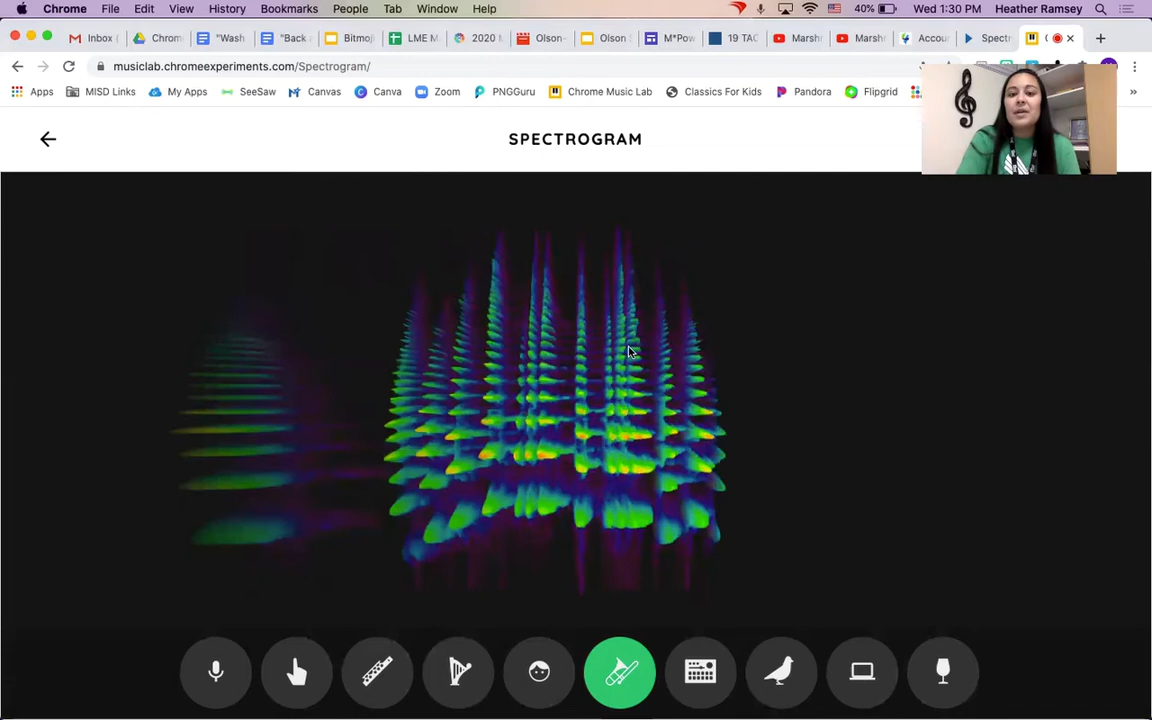 Chrome File Edit View History Bookmarks People Tab Window Help 40% Wed 1:30 PM Heather Ramsey
Inbox ( Chrom "Wash "Back Bitmoji LME M 2020 Olson- Olson M*Pow 19 TAC Marsh Marsh Accou Spectr
musiclab.chromeexperiments.com/Spectrogram/
Apps MISD Links My Apps SeeSaw Canvas Canva Zoom PNGGuru Chrome Music Lab Classics For Kids Pandora Flipgrid »
SPECTROGRAM